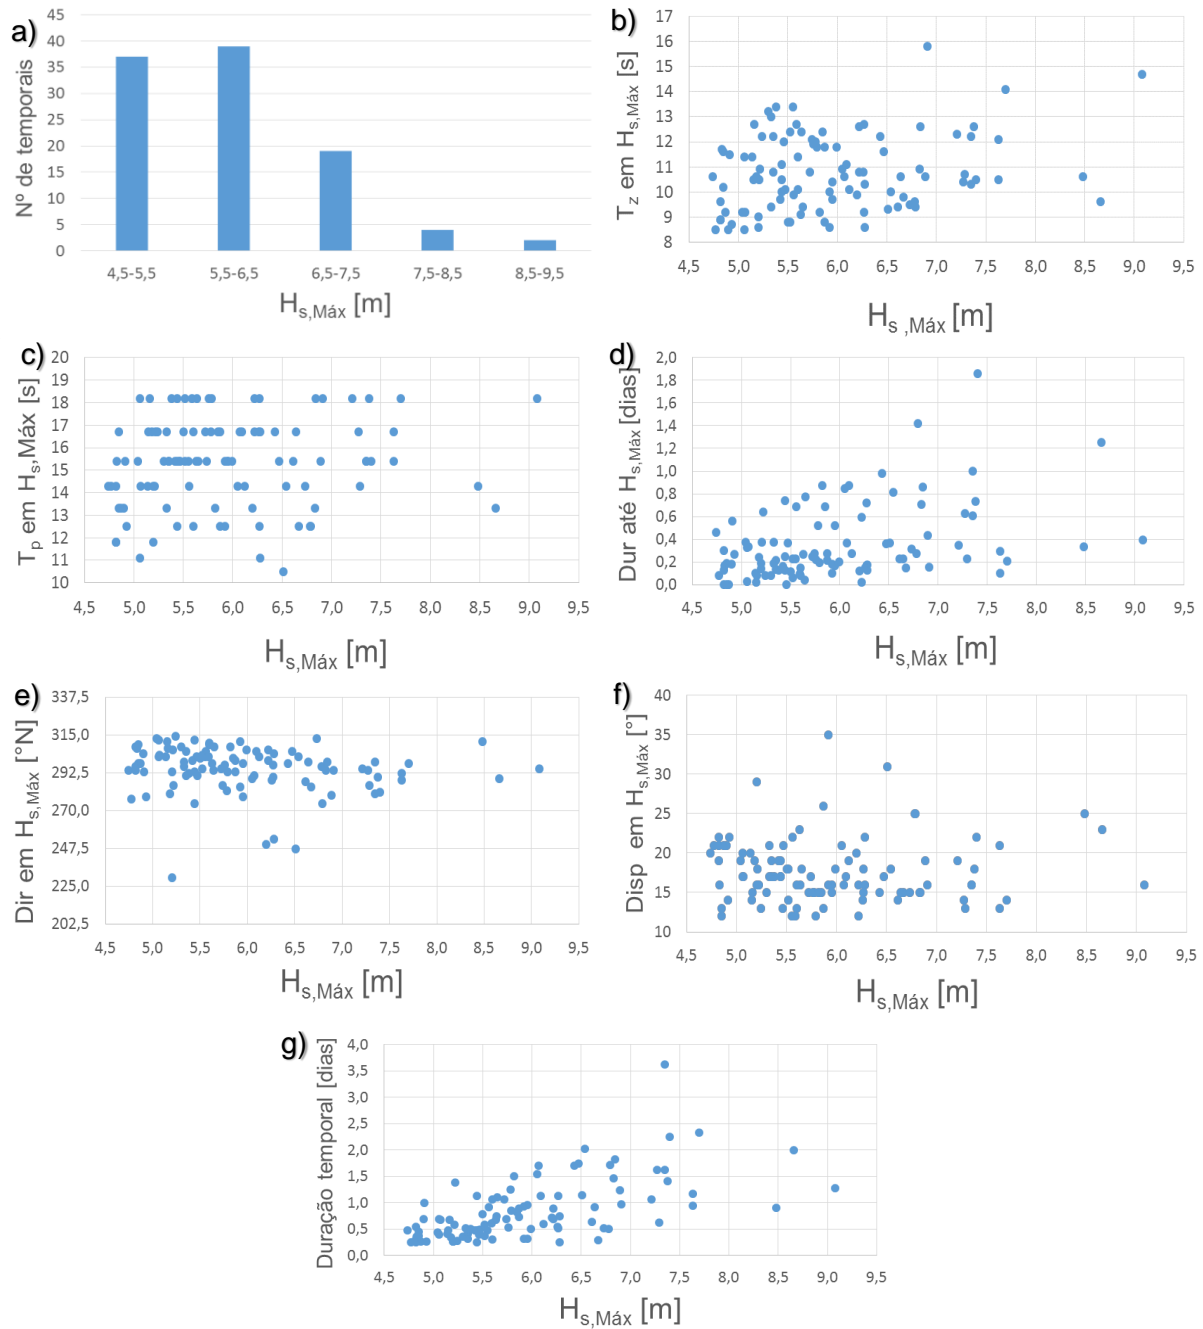 a)
Nº de temporais
45
40
35
30
25
20
15
10
5
0
4,5-5,5 5,5-6,5 6,5-7,5 7,5-8,5 8,5-9,5
Hs,Máx [m]
b)
Tz em Hs,Máx [s]
17
16
15
14
13
12
11
10
9
8
4,5 5,0 5,5 6,0 6,5 7,0 7,5 8,0 8,5 9,0 9,5
Hs ,Máx [m]
c)
Tp em Hs,Máx [s]
20
19
18
17
16
15
14
13
12
11
10
4,5 5,0 5,5 6,0 6,5 7,0 7,5 8,0 8,5 9,0 9,5
Hs,Máx [m]
d)
Dur até Hs,Máx [dias]
2,0
1,8
1,6
1,4
1,2
1,0
0,8
0,6
0,4
0,2
0,0
4,5 5,0 5,5 6,0 6,5 7,0 7,5 8,0 8,5 9,0 9,5
Hs,Máx [m]
e)
Dir em Hs,Máx [°N]
337,5
315,0
292,5
270,0
247,5
225,0
202,5
4,5 5,0 5,5 6,0 6,5 7,0 7,5 8,0 8,5 9,0 9,5
Hs,Máx [m]
f)
Disp em Hs,Máx [°]
40
35
30
25
20
15
10
4,5 5,0 5,5 6,0 6,5 7,0 7,5 8,0 8,5 9,0 9,5
Hs,Máx [m]
g)
Duração temporal [dias]
4,0
3,5
3,0
2,5
2,0
1,5
1,0
0,5
0,0
4,5 5,0 5,5 6,0 6,5 7,0 7,5 8,0 8,5 9,0 9,5
Hs,Máx [m]